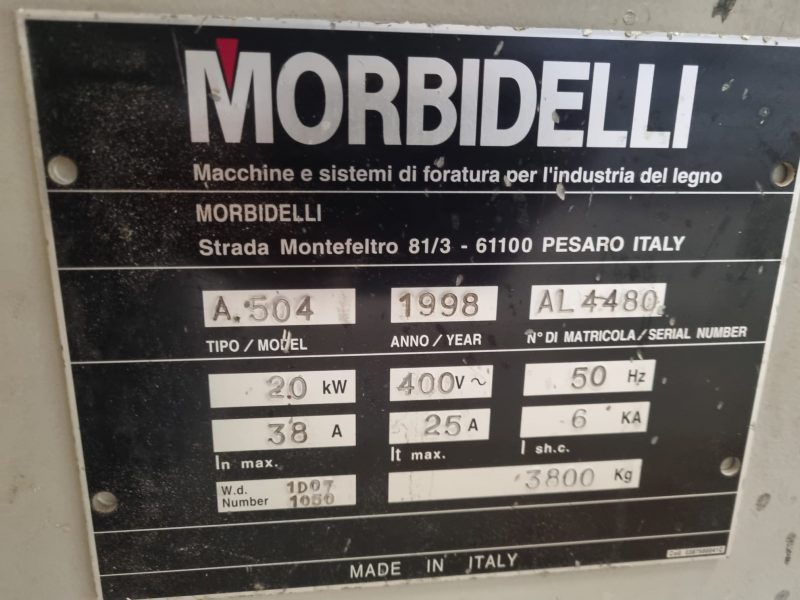 MORBIDELLI
Macchine e sistemi di foratura per l'industria del legno
MORBIDELLI
Strada Montefeltro 81/3 - 61100 PESARO ITALY
A.504 1998 AL 4480
TIPO / MODEL ANNO / YEAR N° DI MATRICOLA / SERIAL NUMBER
20 kW 400 V ~ 50 Hz
38 A 25 A 6 KA
In max. It max. I sh.c.
W.d. Number 1D07 1050 3800 Kg
MADE IN ITALY